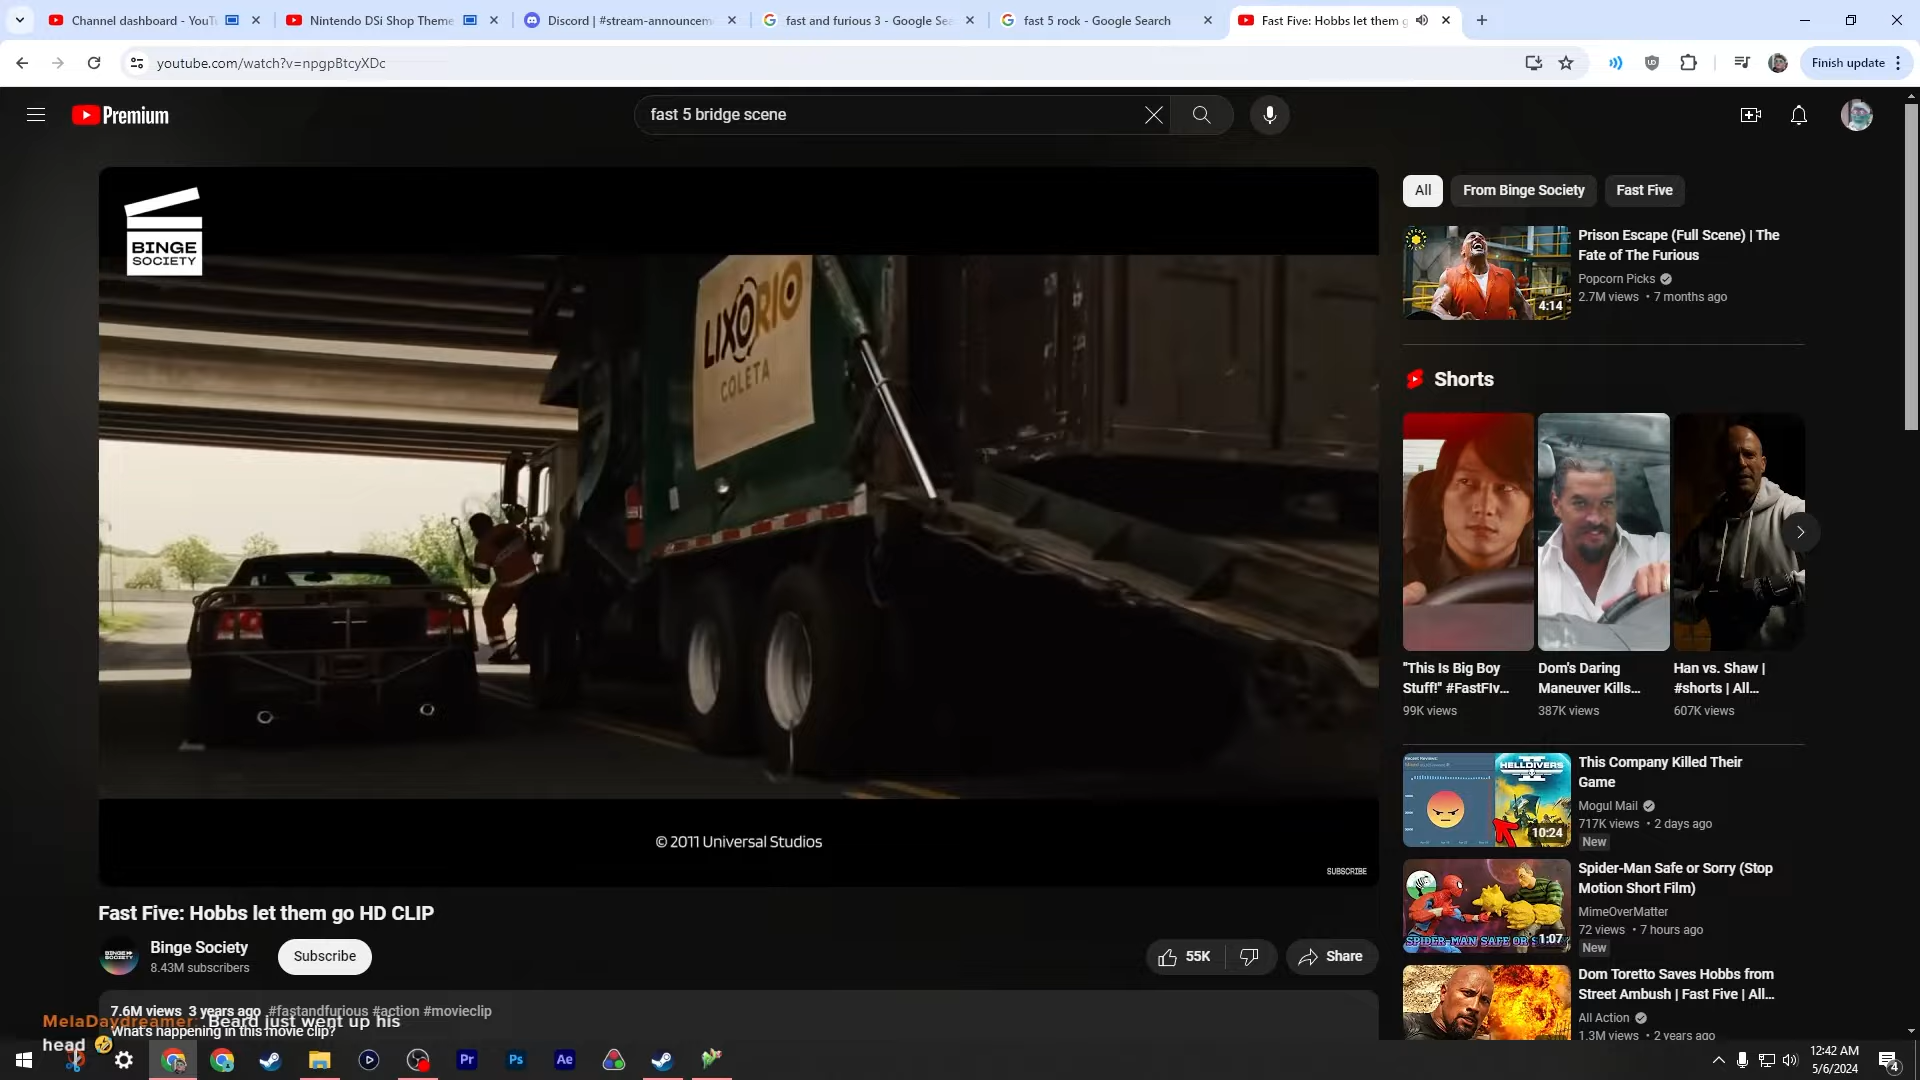 Channel dashboard - YouT
Nintendo DSi Shop Theme
Discord | #stream-announcem
fast and furious 3 - Google Sea
fast 5 rock - Google Search
Fast Five: Hobbs let them g
youtube.com/watch?v=npgpBtcyXDc
Finish update
Premium
fast 5 bridge scene
BINGE
SOCIETY
LIXORIO
COLETA
© 2011 Universal Studios
SUBSCRIBE
Fast Five: Hobbs let them go HD CLIP
Binge Society
8.43M subscribers
Subscribe
55K
Share
7.6M views 3 years ago #fastandfurious #action #movieclip
What's happening in this movie clip?
MelaDaydreamer: Beard just went up his
head 🤣
All
From Binge Society
Fast Five
Prison Escape (Full Scene) | The
Fate of The Furious
Popcorn Picks
2.7M views • 7 months ago
4:14
Shorts
"This Is Big Boy
Stuff!" #FastFIv...
99K views
Dom's Daring
Maneuver Kills...
387K views
Han vs. Shaw |
#shorts | All...
607K views
HELLDIVERS
10:24
This Company Killed Their
Game
Mogul Mail
717K views • 2 days ago
New
SPIDER-MAN SAFE OR S
1:07
Spider-Man Safe or Sorry (Stop
Motion Short Film)
MimeOverMatter
72 views • 7 hours ago
New
Dom Toretto Saves Hobbs from
Street Ambush | Fast Five | All...
All Action
1.3M views • 2 years ago
Pr
Ps
Ae
12:42 AM
5/6/2024
4